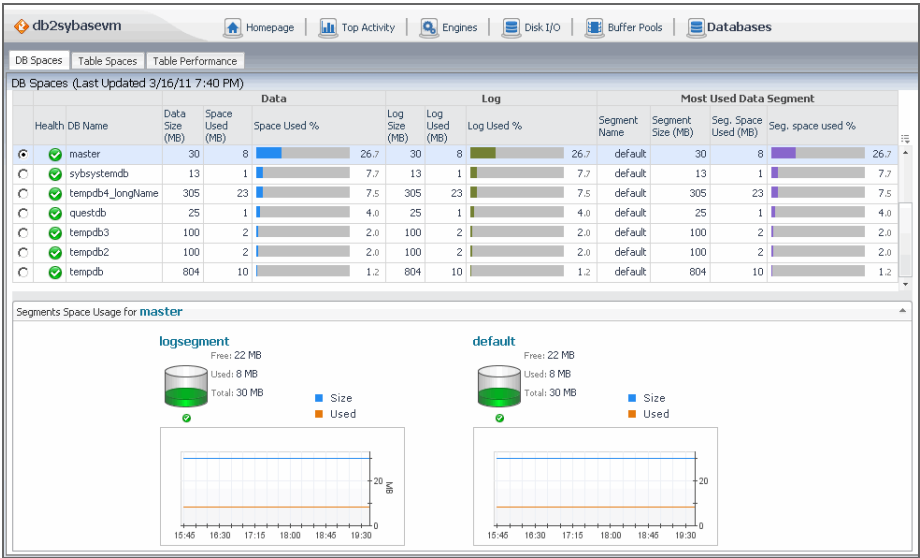 db2sybasevm Homepage Top Activity Engines Disk I/O Buffer Pools Databases
DB Spaces Table Spaces Table Performance
DB Spaces (Last Updated 3/16/11 7:40 PM)
Data Log Most Used Data Segment
Health DB Name Data Size (MB) Space Used (MB) Space Used % Log Size (MB) Log Used (MB) Log Used % Segment Name Segment Size (MB) Seg. Space Used (MB) Seg. space used %
master 30 8 26.7 30 8 26.7 default 30 8 26.7
sybsystemdb 13 1 7.7 13 1 7.7 default 13 1 7.7
tempdb4_longName 305 23 7.5 305 23 7.5 default 305 23 7.5
questdb 25 1 4.0 25 1 4.0 default 25 1 4.0
tempdb3 100 2 2.0 100 2 2.0 default 100 2 2.0
tempdb2 100 2 2.0 100 2 2.0 default 100 2 2.0
tempdb 804 10 1.2 804 10 1.2 default 804 10 1.2
Segments Space Usage for master
logsegment
Free: 22 MB
Used: 8 MB
Total: 30 MB
Size
Used
20
MB
0
15:45 16:30 17:15 18:00 18:45 19:30
default
Free: 22 MB
Used: 8 MB
Total: 30 MB
Size
Used
20
0
15:45 16:30 17:15 18:00 18:45 19:30